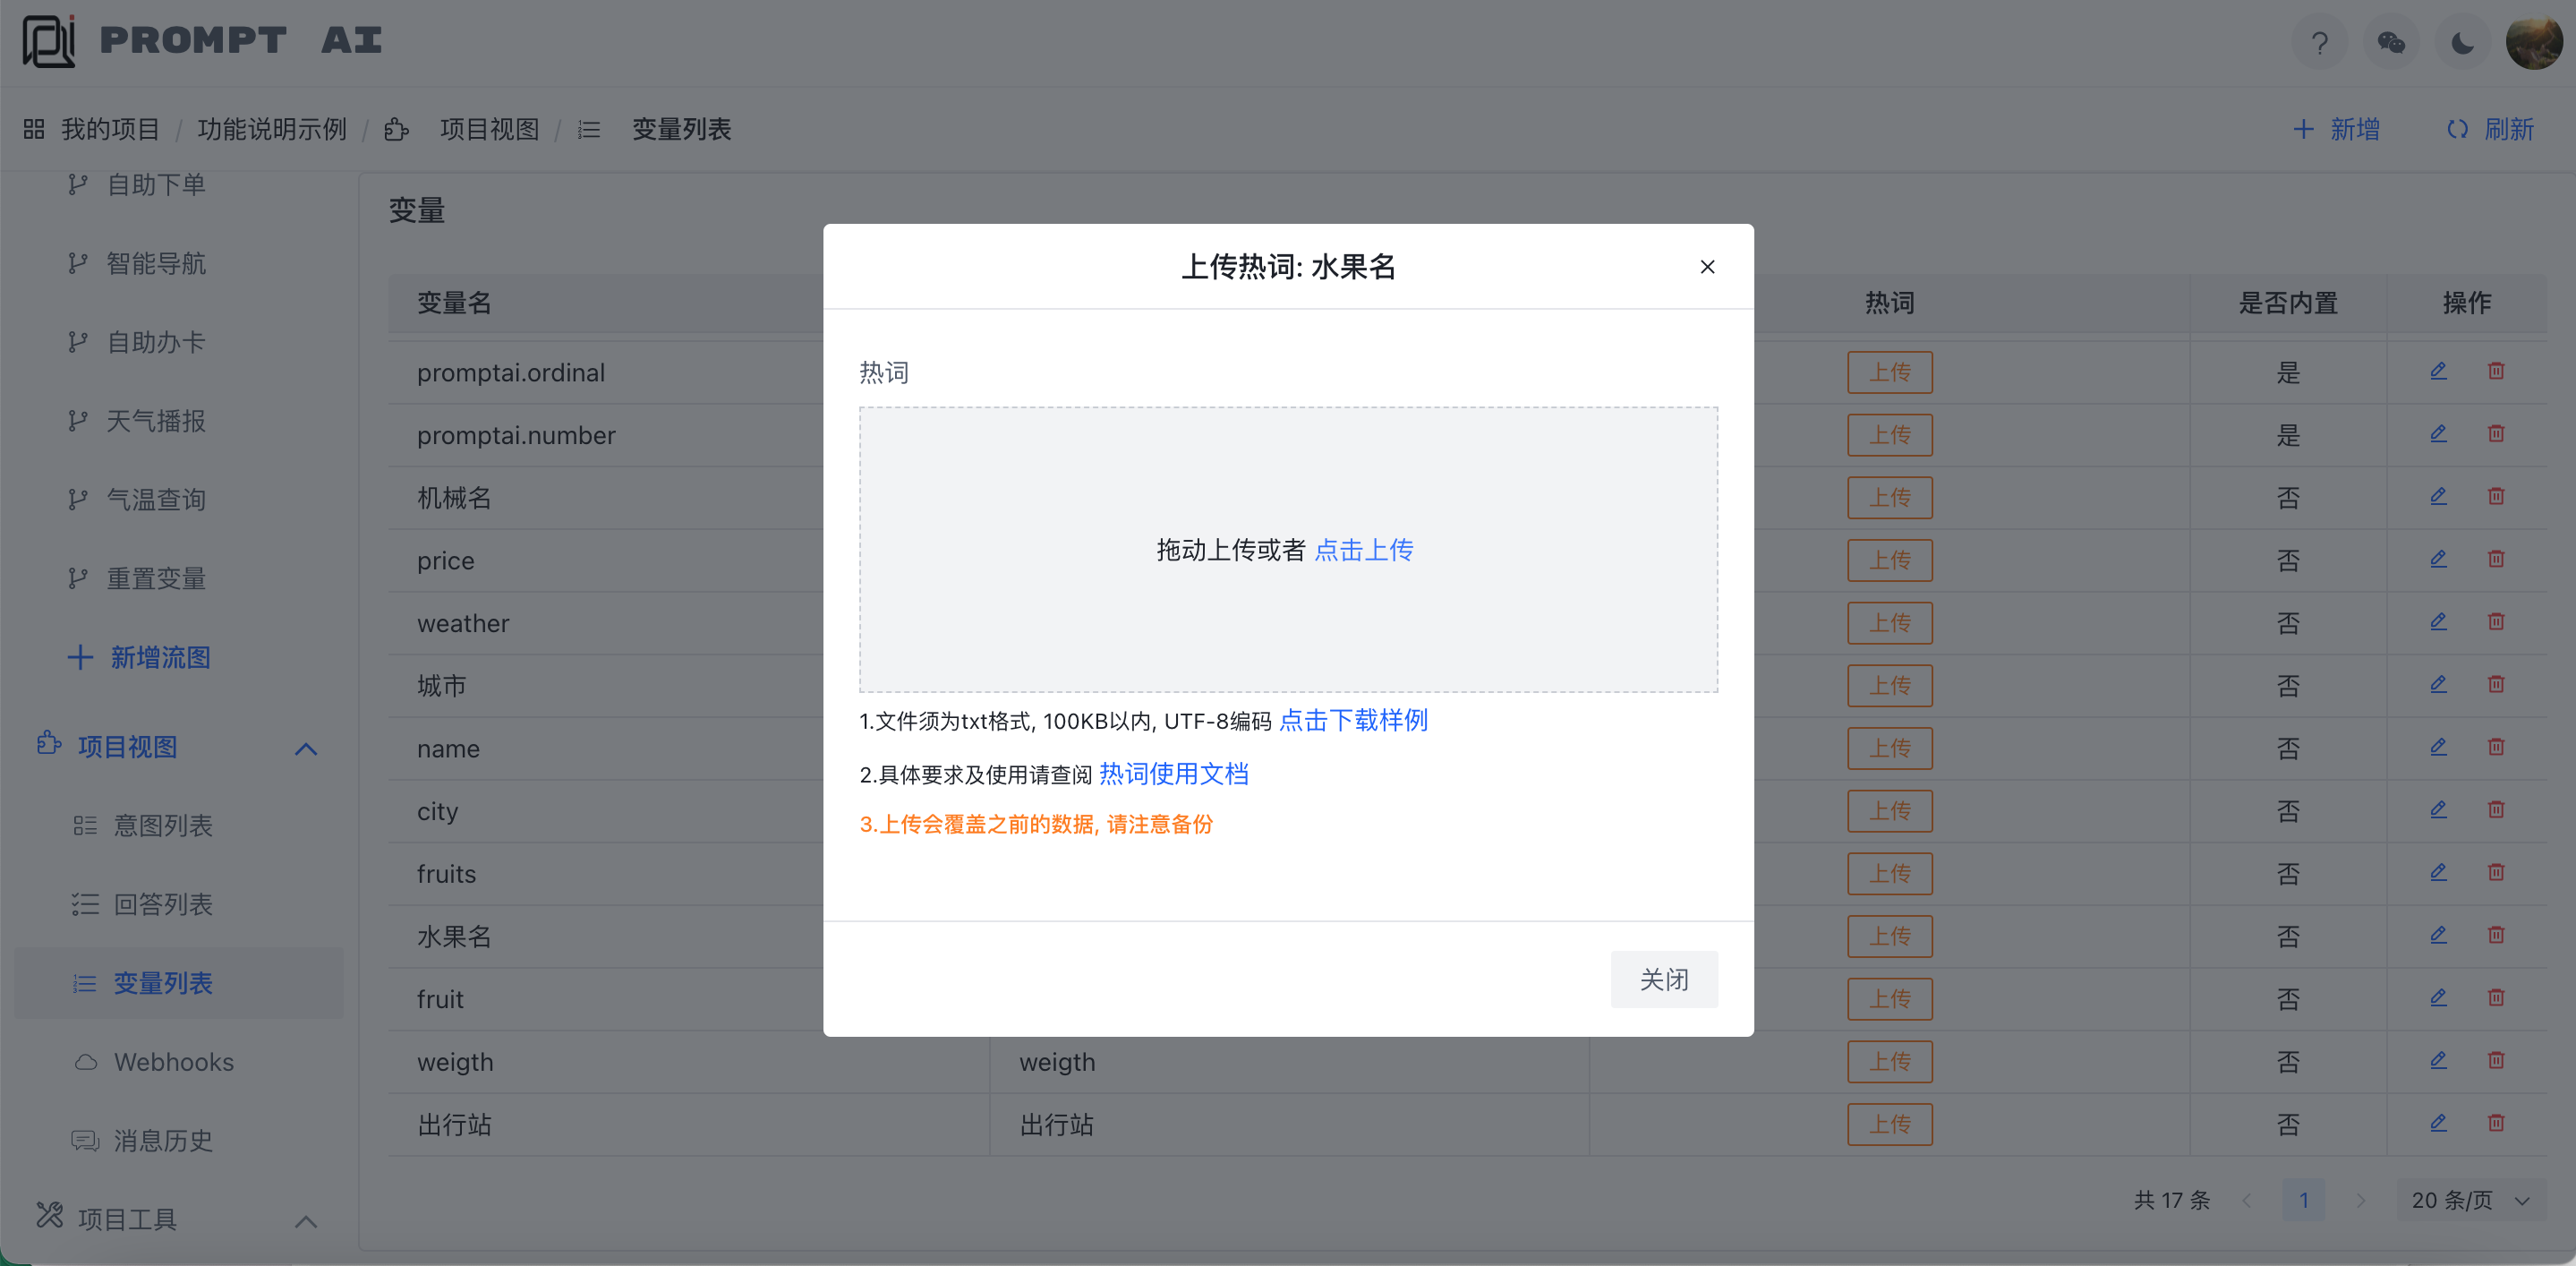 PROMPT AI
我的项目 / 功能说明示例 / 项目视图 / 变量列表
新增 刷新
自助下单
智能导航
自助办卡
天气播报
气温查询
重置变量
新增流图
项目视图
意图列表
回答列表
变量列表
Webhooks
消息历史
项目工具
变量
变量名 热词 是否内置 操作
promptai.ordinal 上传 是
promptai.number 上传 是
机械名 上传 否
price 上传 否
weather 上传 否
城市 上传 否
name 上传 否
city 上传 否
fruits 上传 否
水果名 上传 否
fruit 上传 否
weigth weigth 上传 否
出行站 出行站 上传 否
共 17 条 1 20 条/页
上传热词: 水果名
热词
拖动上传或者 点击上传
1.文件须为txt格式, 100KB以内, UTF-8编码 点击下载样例
2.具体要求及使用请查阅 热词使用文档
3.上传会覆盖之前的数据, 请注意备份
关闭